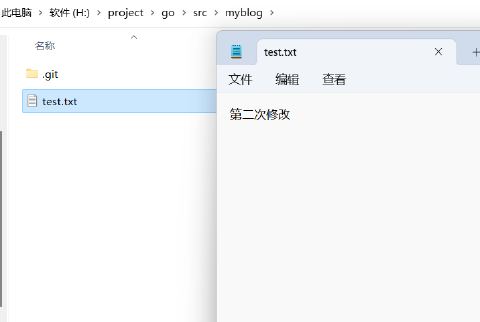 此电脑 > 软件 (H:) > project > go > src > myblog >
名称
.git
test.txt
test.txt
文件 编辑 查看
第二次修改